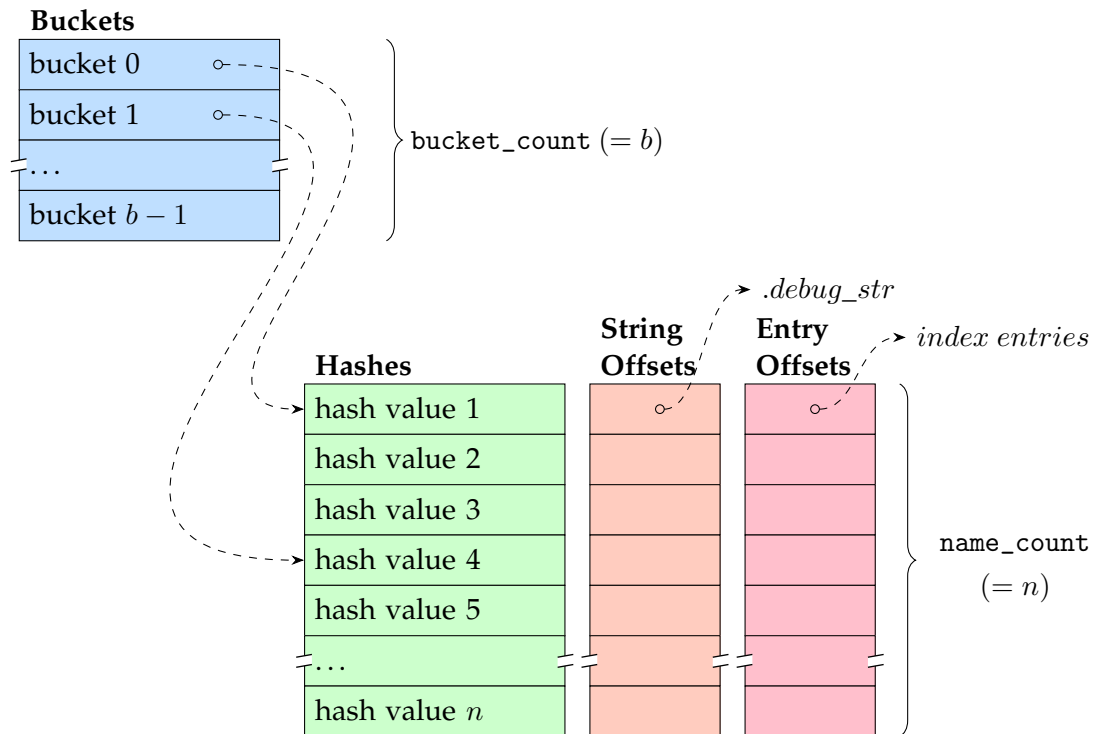 Buckets
bucket 0
bucket 1
...
bucket b − 1
bucket_count (= b)
.debug_str
index entries
Hashes
String
Offsets
Entry
Offsets
hash value 1
hash value 2
hash value 3
hash value 4
hash value 5
...
hash value n
name_count
(= n)